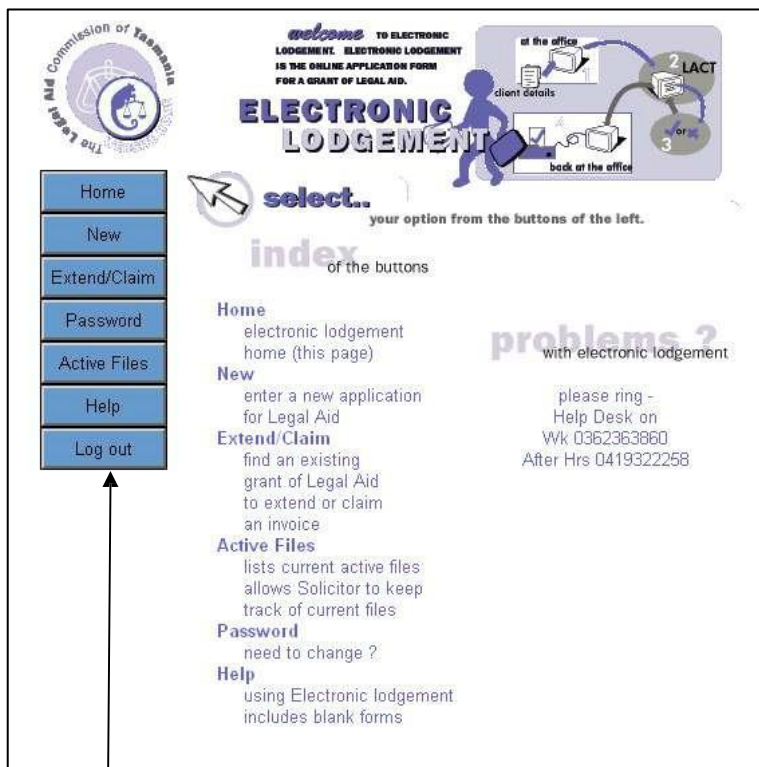 The Legal Aid Commission of Tasmania
welcome TO ELECTRONIC
LODGEMENT. ELECTRONIC LODGEMENT
IS THE ONLINE APPLICATION FORM
FOR A GRANT OF LEGAL AID.
ELECTRONIC
LODGEMENT
at the office
1
client details
2
LACT
3
or
4
back at the office
Home
New
Extend/Claim
Password
Active Files
Help
Log out
select..
your option from the buttons of the left.
index
of the buttons
Home
electronic lodgement
home (this page)
New
enter a new application
for Legal Aid
Extend/Claim
find an existing
grant of Legal Aid
to extend or claim
an invoice
Active Files
lists current active files
allows Solicitor to keep
track of current files
Password
need to change ?
Help
using Electronic lodgement
includes blank forms
problems ?
with electronic lodgement
please ring -
Help Desk on
Wk 0362363860
After Hrs 0419322258